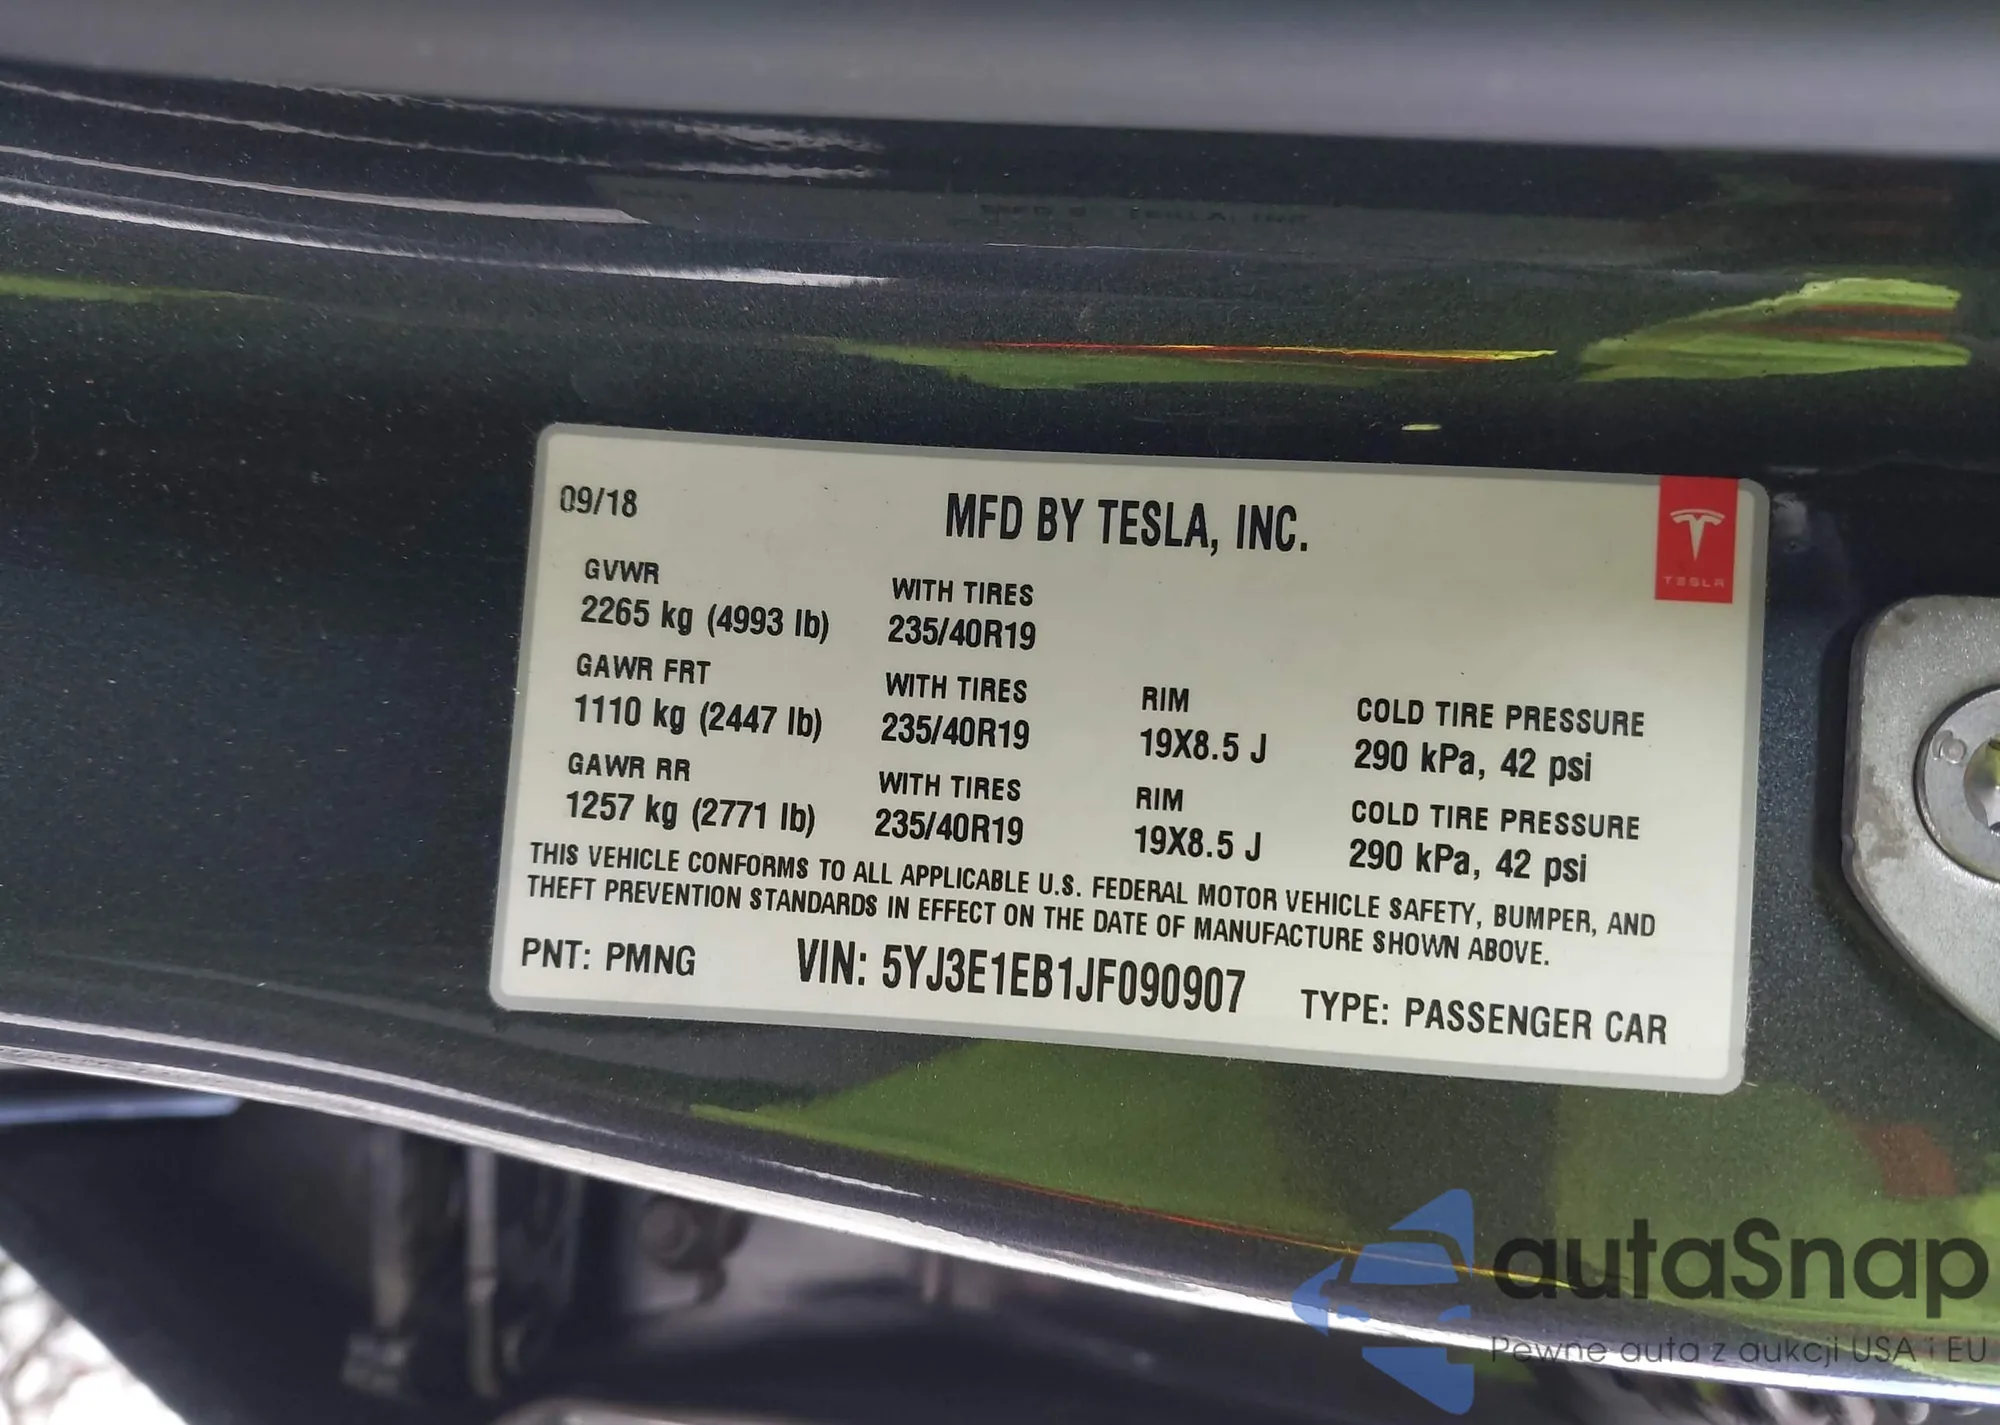 09/18
MFD BY TESLA, INC.
TESLA
GVWR
2265 kg (4993 lb)
WITH TIRES
235/40R19
GAWR FRT
1110 kg (2447 lb)
WITH TIRES
235/40R19
RIM
19X8.5 J
COLD TIRE PRESSURE
290 kPa, 42 psi
GAWR RR
1257 kg (2771 lb)
WITH TIRES
235/40R19
RIM
19X8.5 J
COLD TIRE PRESSURE
290 kPa, 42 psi
THIS VEHICLE CONFORMS TO ALL APPLICABLE U.S. FEDERAL MOTOR VEHICLE SAFETY, BUMPER, AND
THEFT PREVENTION STANDARDS IN EFFECT ON THE DATE OF MANUFACTURE SHOWN ABOVE.
PNT: PMNG
VIN: 5YJ3E1EB1JF090907
TYPE: PASSENGER CAR
autaSnap
Pewne auta z aukcji USA i EU